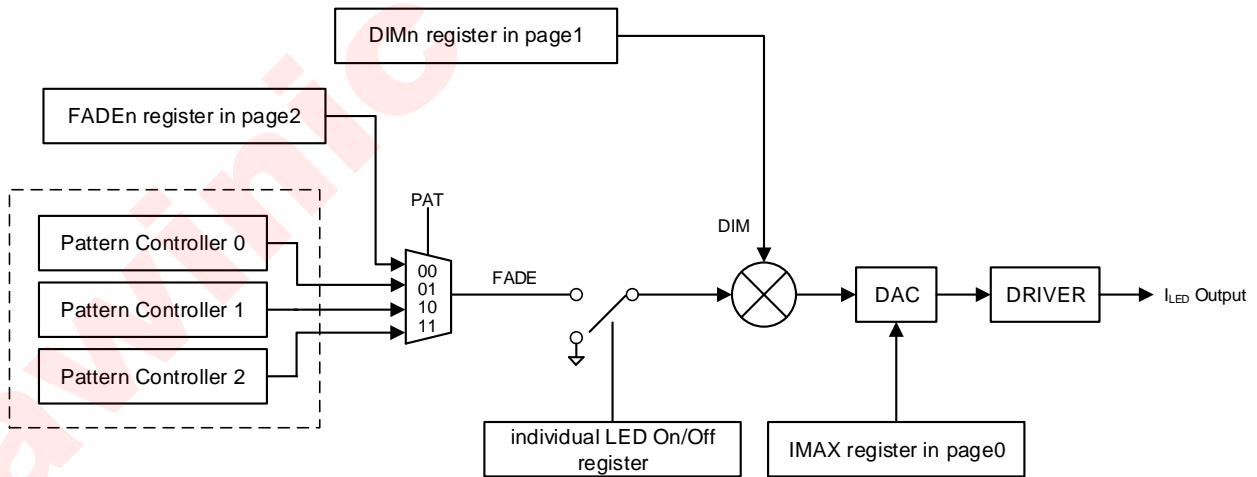 DIMn register in page1
FADEn register in page2
PAT
Pattern Controller 0
Pattern Controller 1
Pattern Controller 2
00
01
10
11
FADE
DIM
DAC
DRIVER
ILED Output
individual LED On/Off
register
IMAX register in page0
awinic